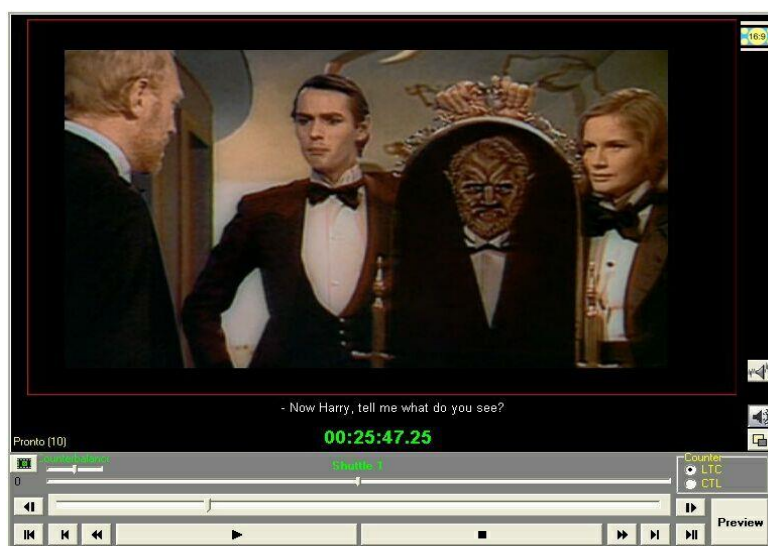 16:9
- Now Harry, tell me what do you see?
Pronto (10)
00:25:47.25
Counterbalance
Shuttle 1
0
Counter
LTC
CTL
Preview